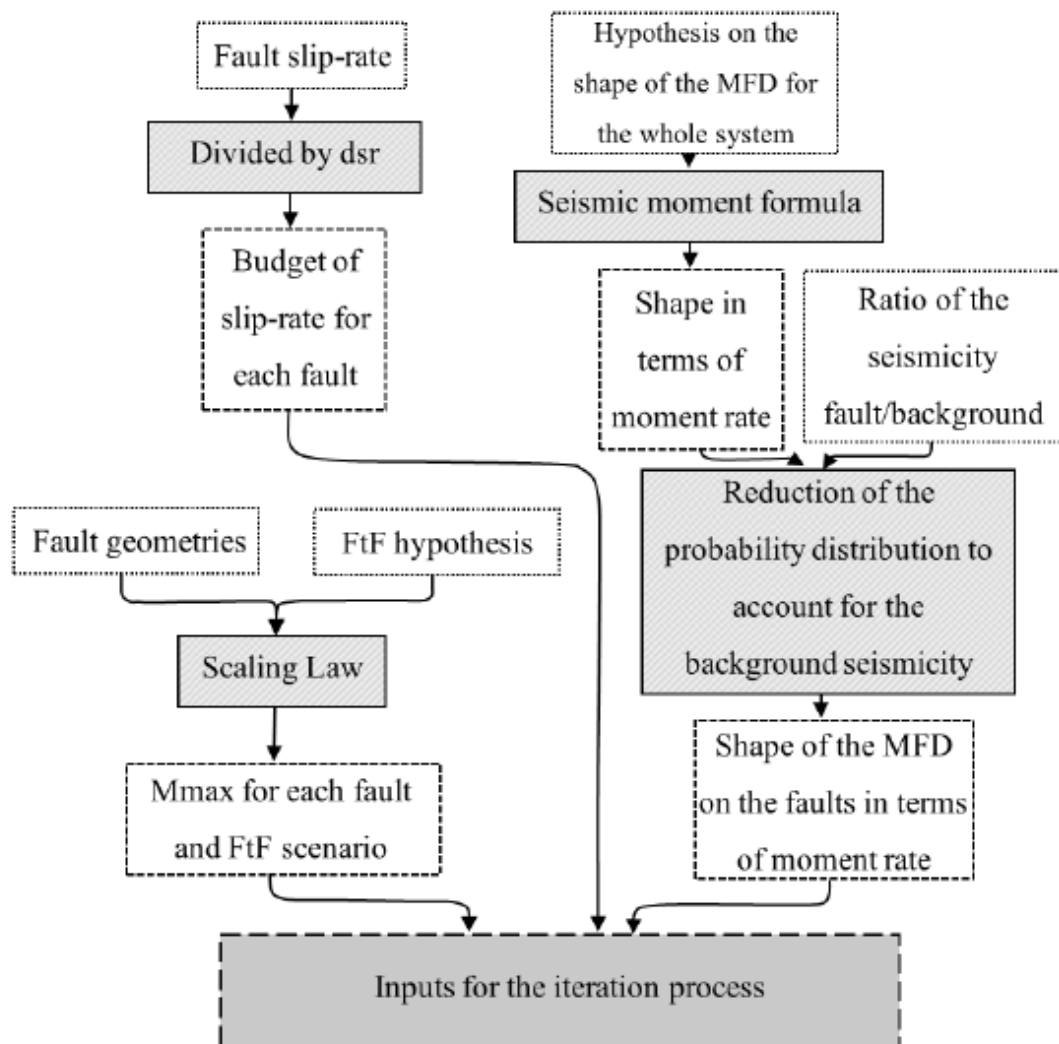 Fault slip-rate
Divided by dsr
Budget of
slip-rate for
each fault
Hypothesis on the
shape of the MFD for
the whole system
Seismic moment formula
Shape in
terms of
moment rate
Ratio of the
seismicity
fault/background
Reduction of the
probability distribution to
account for the
background seismicity
Fault geometries
FtF hypothesis
Scaling Law
Mmax for each fault
and FtF scenario
Shape of the MFD
on the faults in terms
of moment rate
Inputs for the iteration process